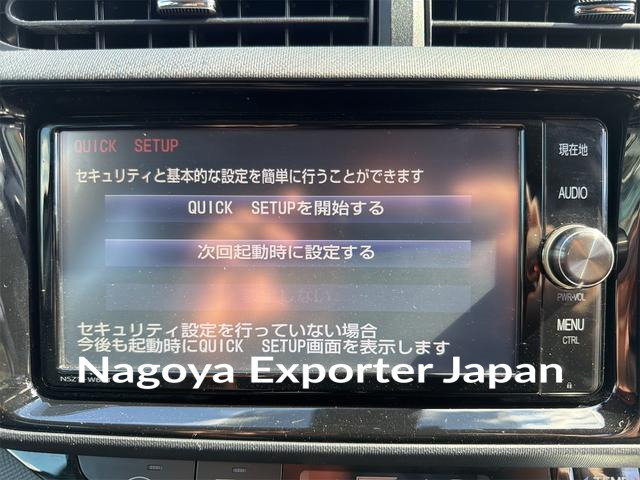 QUICK SETUP
セキュリティと基本的な設定を簡単に行うことができます
QUICK SETUPを開始する
次回起動時に設定する
しない
セキュリティ設定を行っていない場合
今後も起動時にQUICK SETUP画面を表示します
Nagoya Exporter Japan
現在地
AUDIO
PWR-VOL
MENU
CTRL